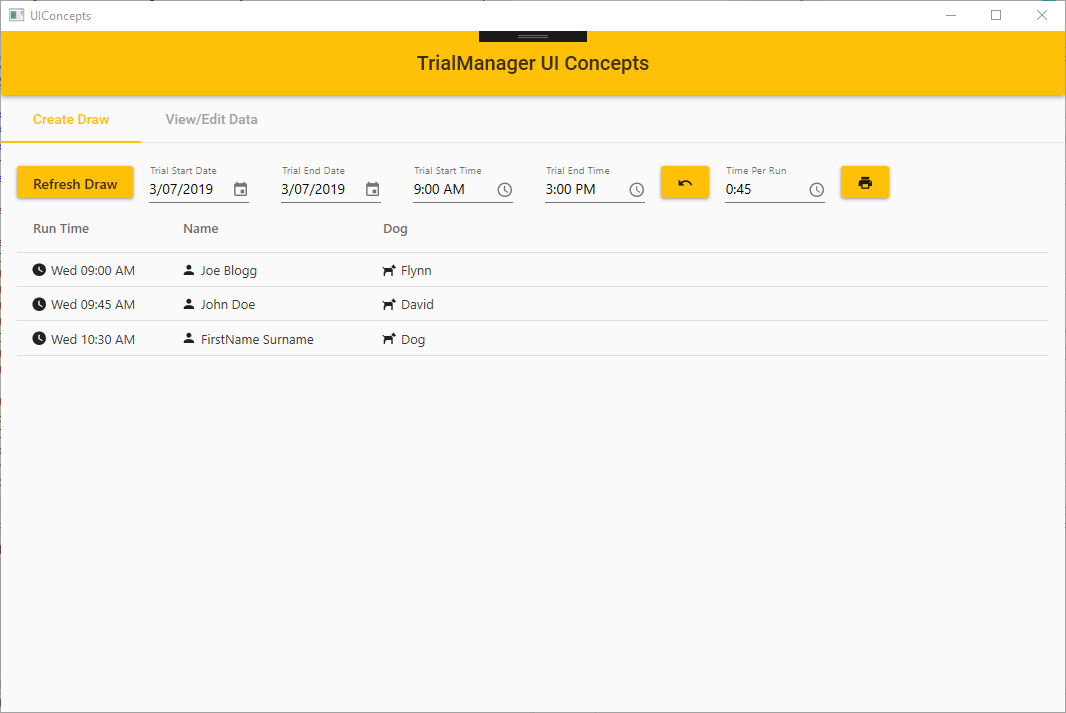 UIConcepts
TrialManager UI Concepts
Create Draw View/Edit Data
Refresh Draw
Trial Start Date Trial End Date Trial Start Time Trial End Time Time Per Run
3/07/2019 3/07/2019 9:00 AM 3:00 PM 0:45
Run Time Name Dog
Wed 09:00 AM Joe Blogg Flynn
Wed 09:45 AM John Doe David
Wed 10:30 AM FirstName Surname Dog